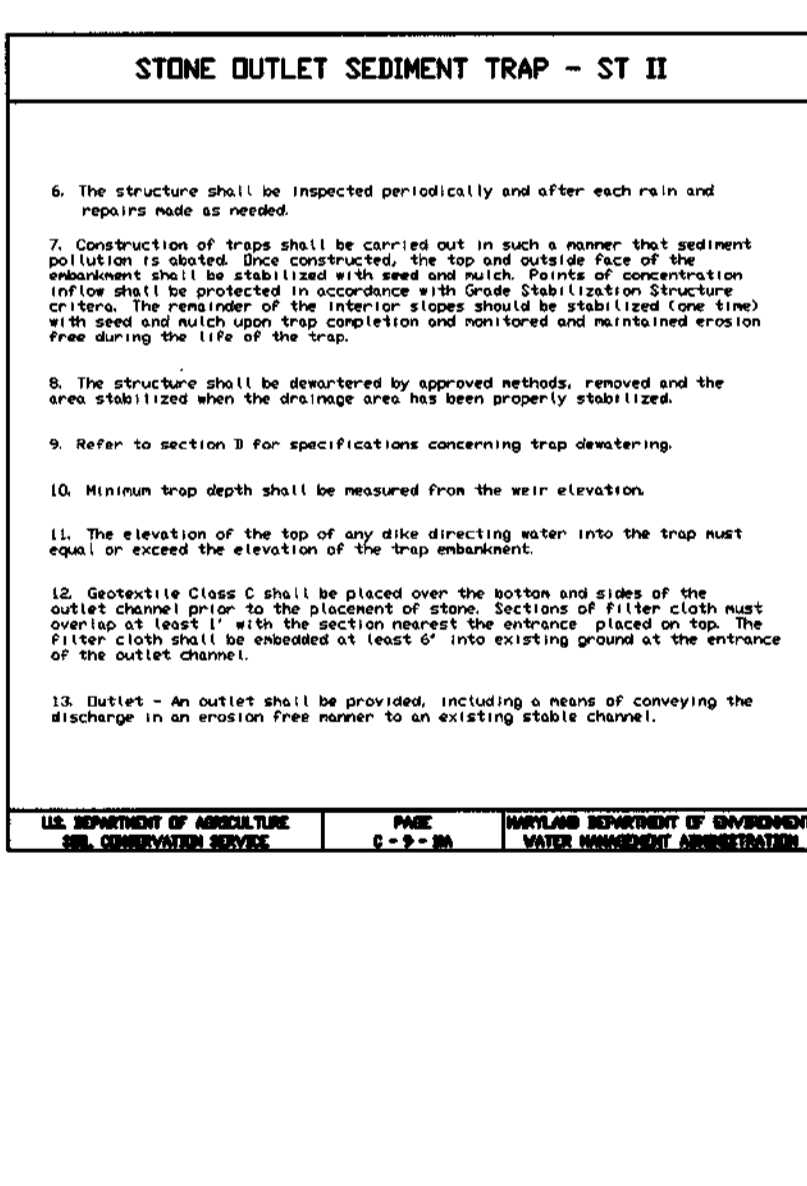 STONE OUTLET SEDIMENT TRAP - ST II
6. The structure shall be inspected periodically and after each rain and
repairs made as needed.
7. Construction of traps shall be carried out in such a manner that sediment
pollution is abated. Once constructed, the top and outside face of the
embankment shall be stabilized with seed and mulch. Points of concentration
inflow shall be protected in accordance with Grade Stabilization Structure
critera. The remainder of the interior slopes should be stabilized (one time)
with seed and mulch upon trap completion and monitored and maintained erosion
free during the life of the trap.
8. The structure shall be dewartered by approved methods, removed and the
area stabilized when the drainage area has been properly stabilized.
9. Refer to section D for specifications concerning trap dewatering.
10. Minimum trap depth shall be measured from the weir elevation.
11. The elevation of the top of any dike directing water into the trap must
equal or exceed the elevation of the trap embankment.
12. Geotextile Class C shall be placed over the bottom and sides of the
outlet channel prior to the placement of stone. Sections of filter cloth must
overlap at least 1' with the section nearest the entrance placed on top. The
filter cloth shall be embedded at least 6" into existing ground at the entrance
of the outlet channel.
13. Outlet - An outlet shall be provided, including a means of conveying the
discharge in an erosion free manner to an existing stable channel.
U.S. DEPARTMENT OF AGRICULTURE
SOIL CONSERVATION SERVICE
PAGE
C - 9 - 10A
MARYLAND DEPARTMENT OF ENVIRONMENT
WATER MANAGEMENT ADMINISTRATION